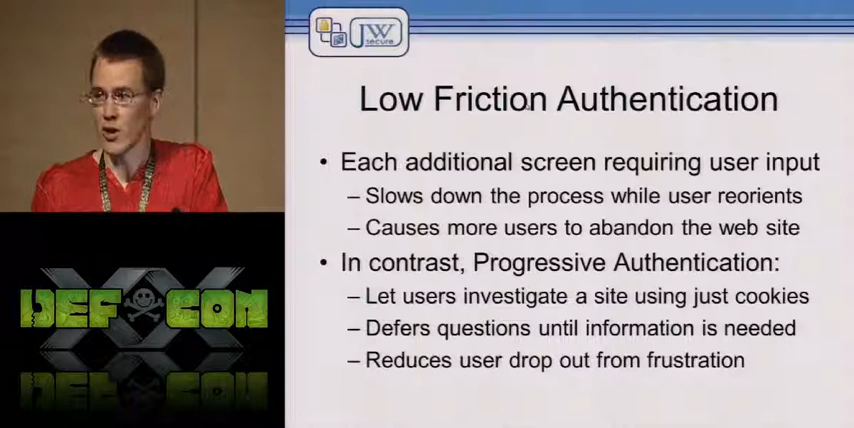 JW
secure
Low Friction Authentication
• Each additional screen requiring user input
– Slows down the process while user reorients
– Causes more users to abandon the web site
• In contrast, Progressive Authentication:
– Let users investigate a site using just cookies
– Defers questions until information is needed
– Reduces user drop out from frustration
XX
DEF CON